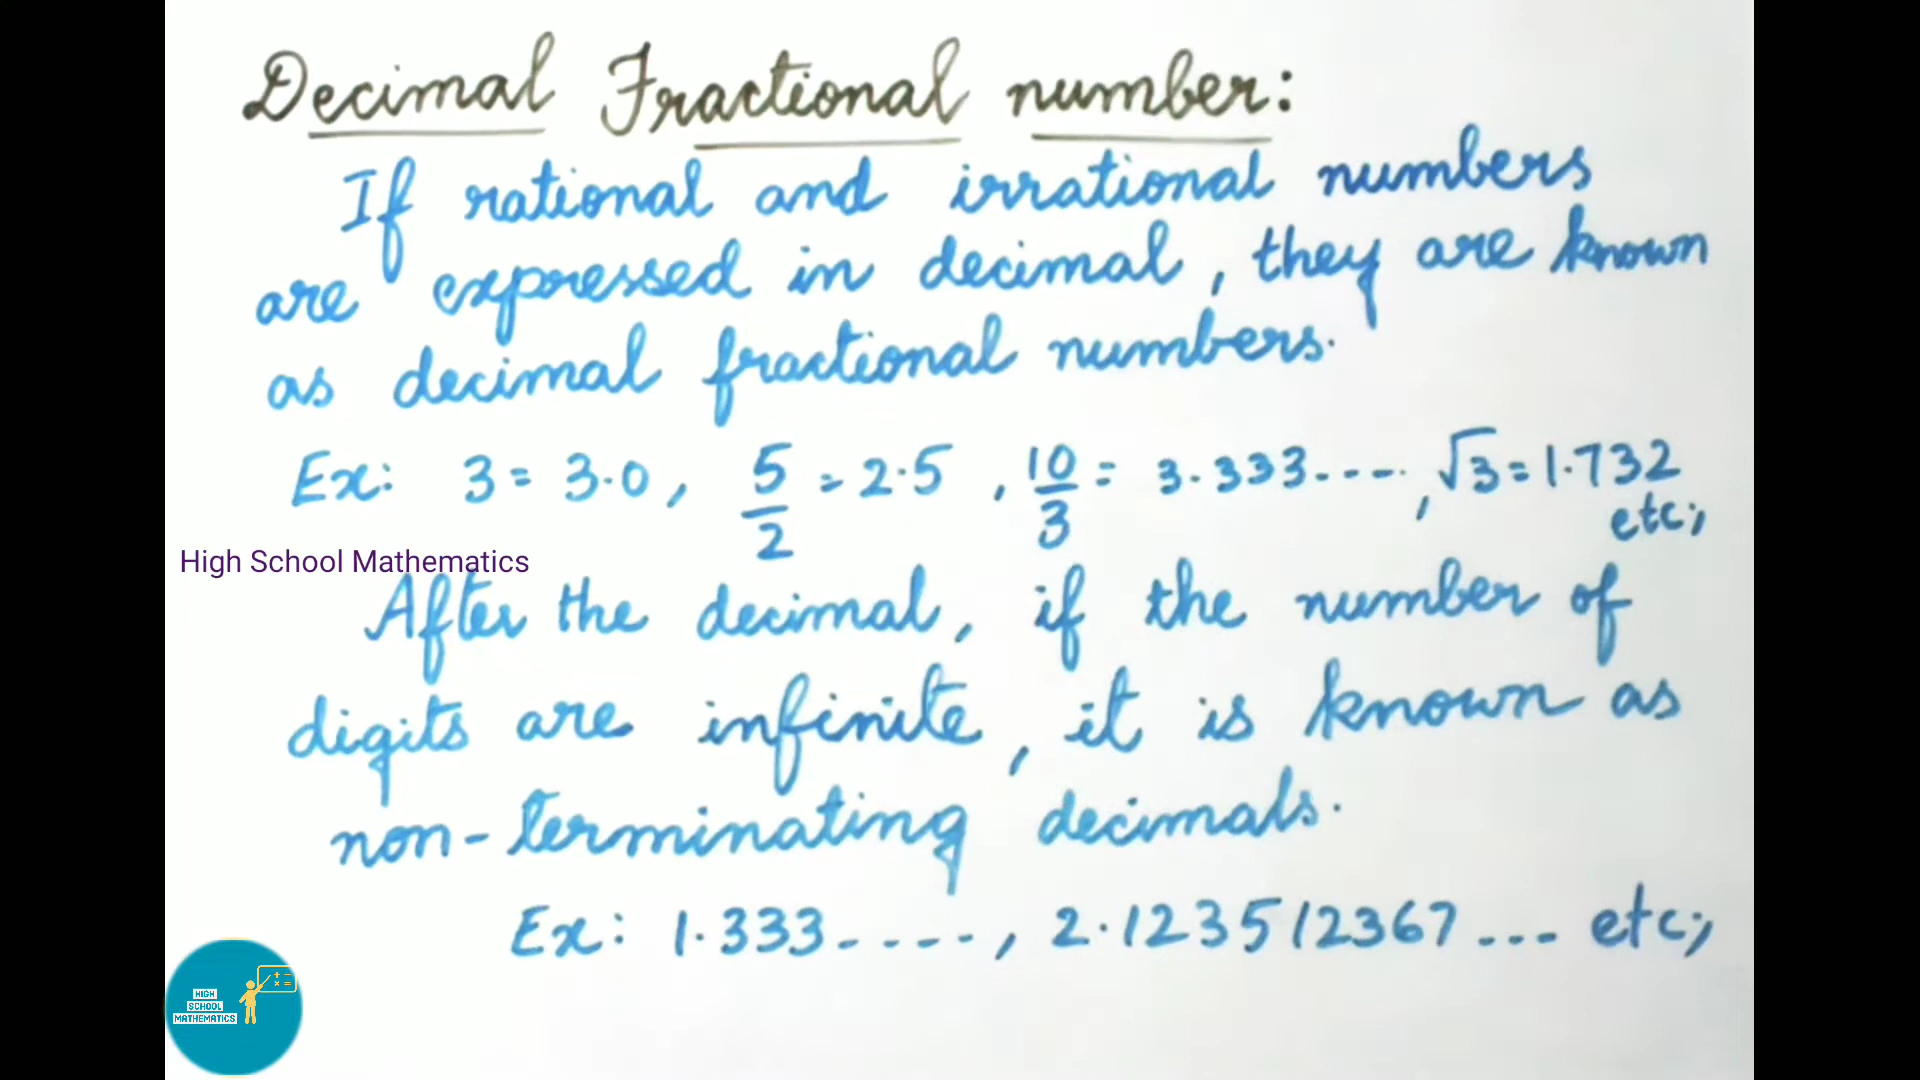 Decimal Fractional number:
If rational and irrational numbers
are expressed in decimal, they are known
as decimal fractional numbers.
Ex: 3 = 3.0, 5/2 = 2.5, 10/3 = 3.333----., √3 = 1.732
etc;
High School Mathematics
After the decimal, if the number of
digits are infinite, it is known as
non-terminating decimals.
Ex: 1.333-----, 2.123512367--- etc;
HIGH
SCHOOL
MATHEMATICS